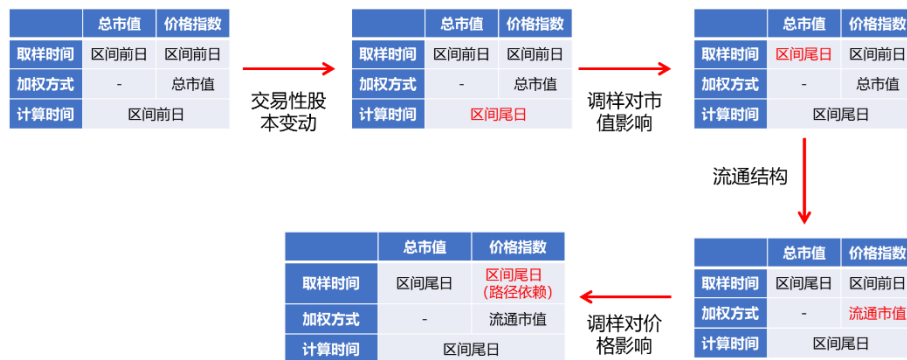 总市值 价格指数
取样时间 区间前日 区间前日
加权方式 - 总市值
计算时间 区间前日
交易性股
本变动
总市值 价格指数
取样时间 区间前日 区间前日
加权方式 - 总市值
计算时间 区间尾日
调样对市
值影响
总市值 价格指数
取样时间 区间尾日 区间前日
加权方式 - 总市值
计算时间 区间尾日
流通结构
总市值 价格指数
取样时间 区间尾日 区间前日
加权方式 - 流通市值
计算时间 区间尾日
调样对价
格影响
总市值 价格指数
取样时间 区间尾日 区间尾日
（路径依赖）
加权方式 - 流通市值
计算时间 区间尾日